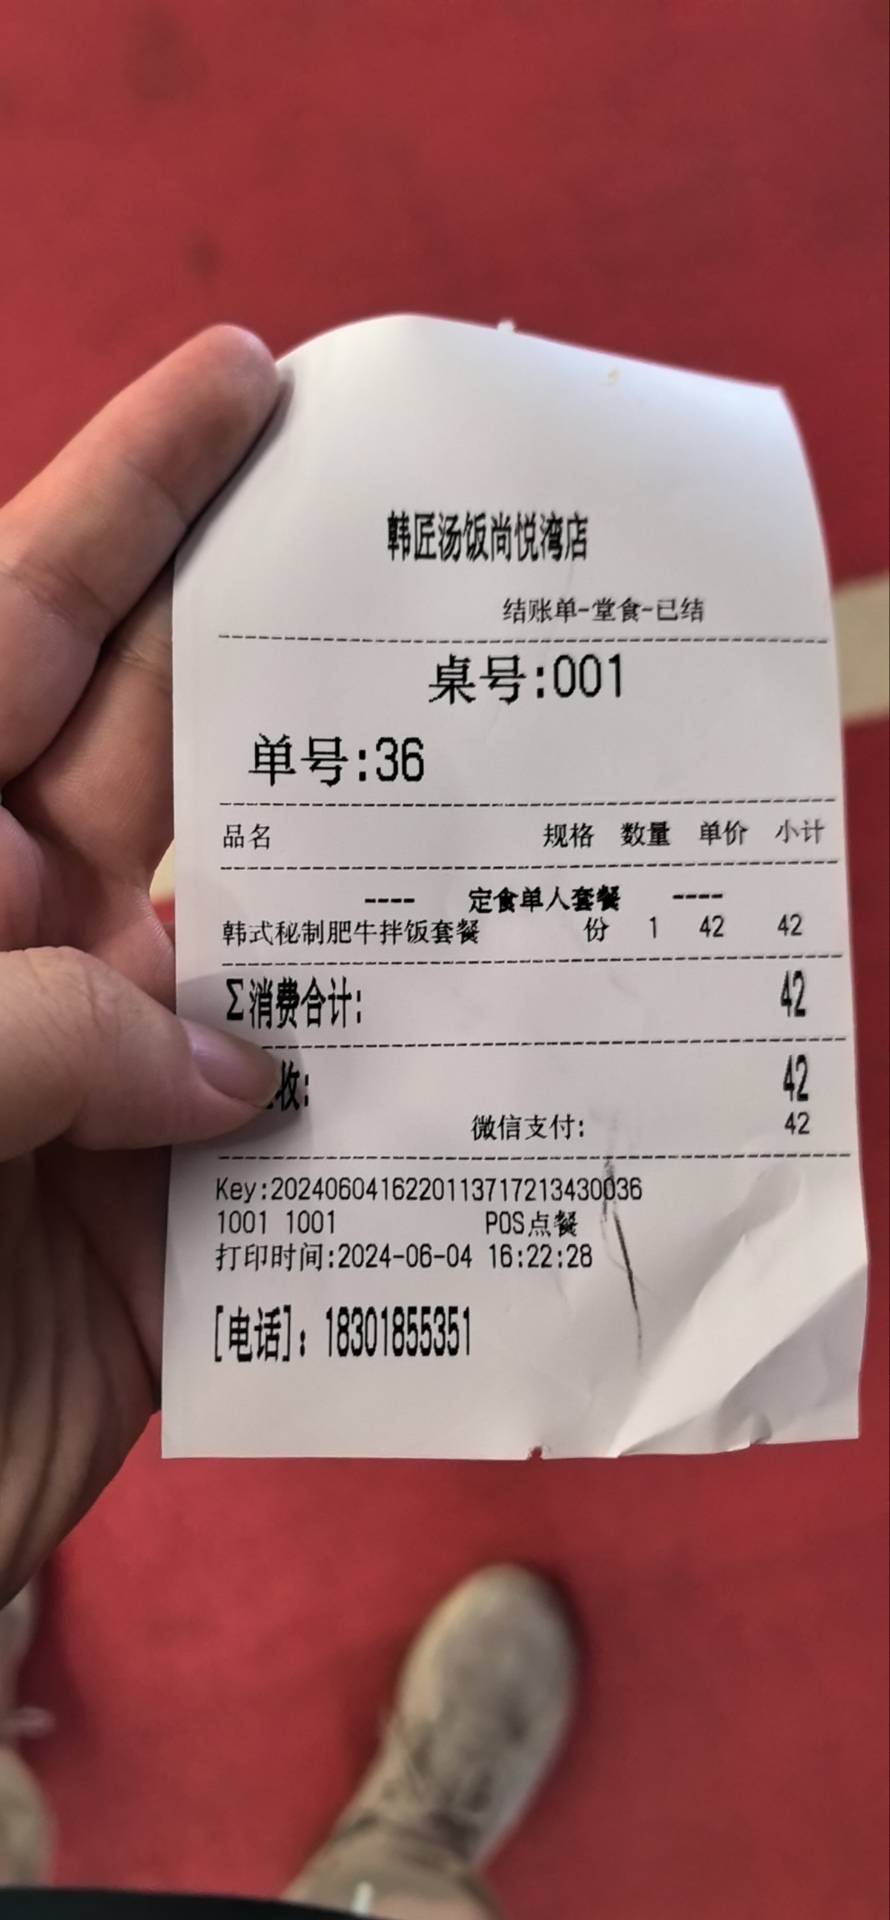 韩匠汤饭尚悦湾店
结账单-堂食-已结
桌号:001
单号:36
品名 规格 数量 单价 小计
---- 定食单人套餐 ----
韩式秘制肥牛拌饭套餐 份 1 42 42
Σ消费合计: 42
收: 42
微信支付: 42
Key:2024060416220113717213430036
1001 1001 POS点餐
打印时间:2024-06-04 16:22:28
[电话]: 18301855351